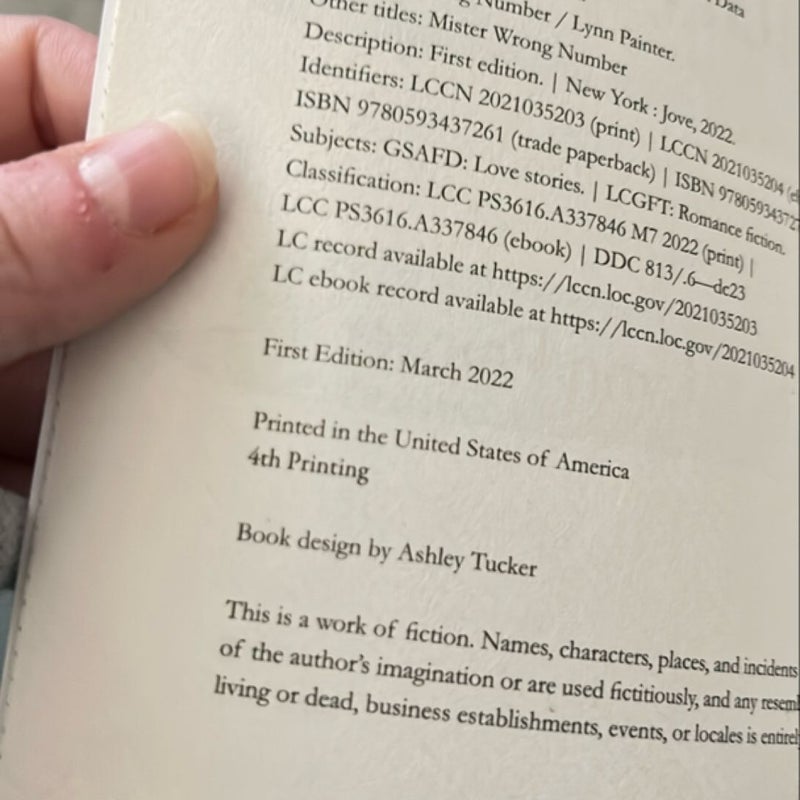 Data
Number / Lynn Painter.
Other titles: Mister Wrong Number
Description: First edition. | New York : Jove, 2022.
Identifiers: LCCN 2021035203 (print) | LCCN 2021035204
ISBN 9780593437261 (trade paperback) | ISBN
Subjects: GSAFD: Love stories. | LCGFT: Romance fiction.
Classification: LCC PS3616.A337846 M7 2022 (print) |
LCC PS3616.A337846 (ebook) | DDC 813/.6—dc23
LC record available at https://lccn.loc.gov/2021035203
LC ebook record available at https://lccn.loc.gov/2021035204
First Edition: March 2022
Printed in the United States of America
4th Printing
Book design by Ashley Tucker
This is a work of fiction. Names, characters, places, and incidents
of the author's imagination or are used fictitiously, and any
living or dead, business establishments, events, or locales is